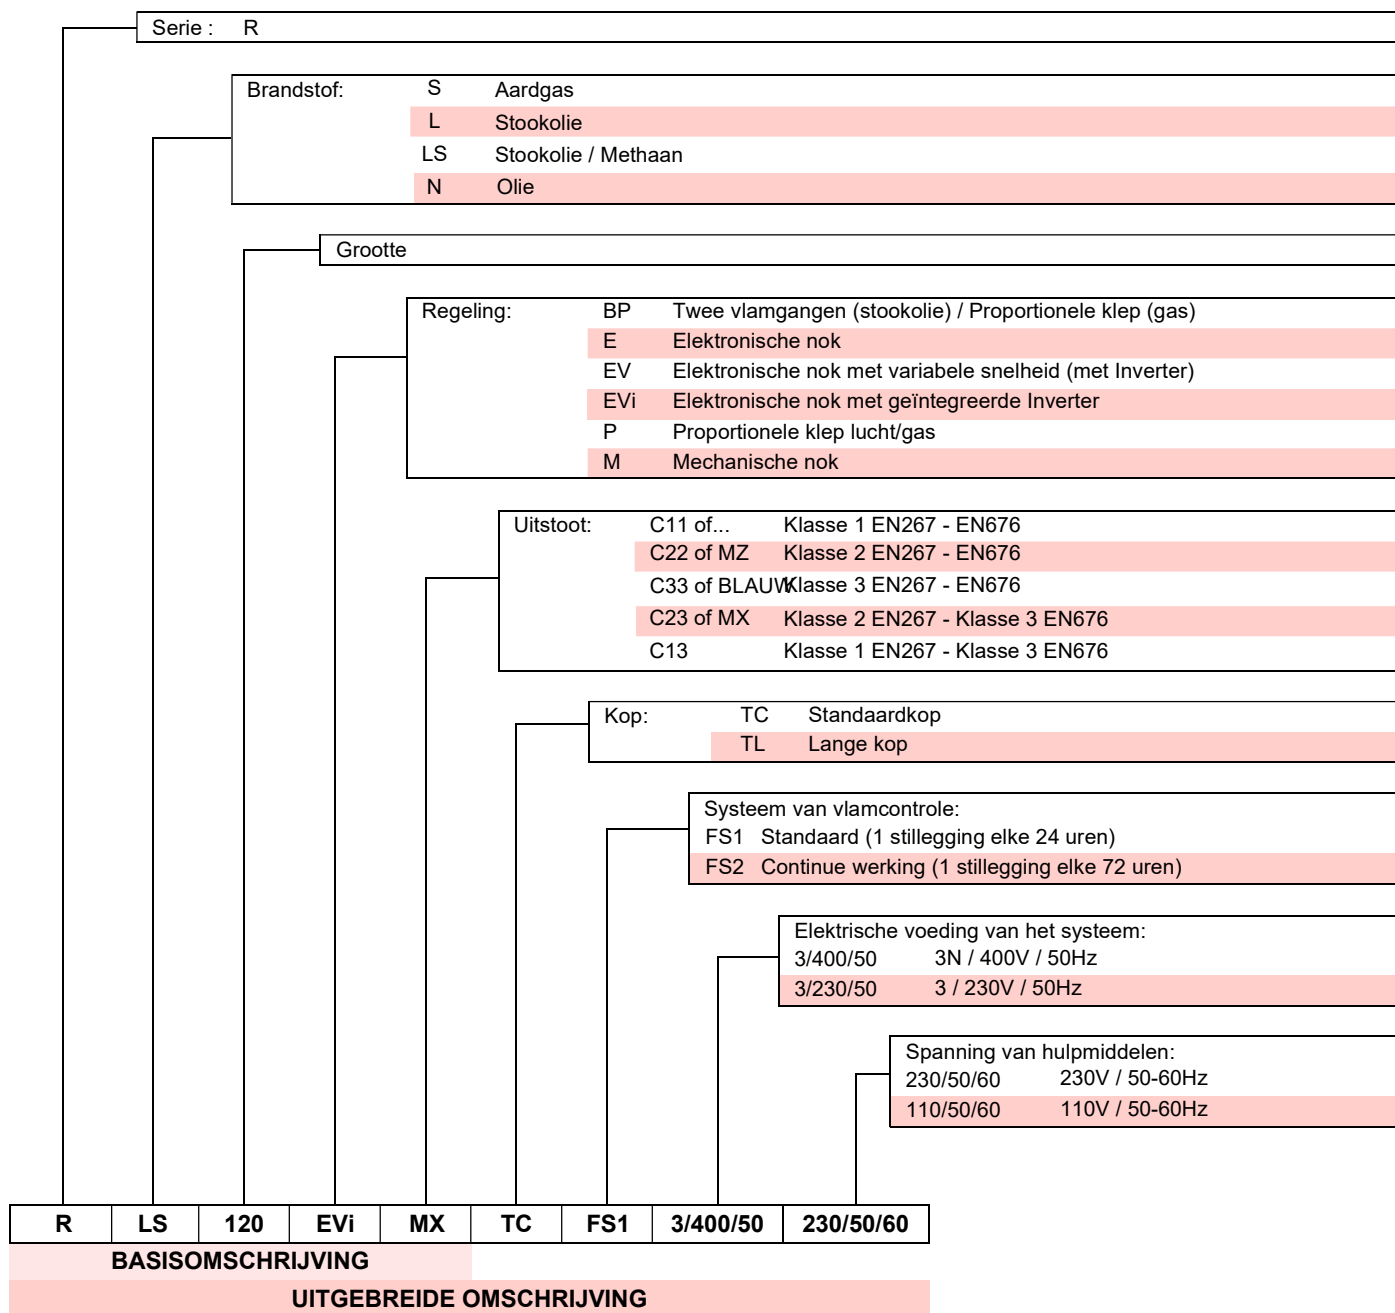 Serie : R
Brandstof: S Aardgas
L Stookolie
LS Stookolie / Methaan
N Olie
Grootte
Regeling: BP Twee vlamgangen (stookolie) / Proportionele klep (gas)
E Elektronische nok
EV Elektronische nok met variabele snelheid (met Inverter)
EVi Elektronische nok met geïntegreerde Inverter
P Proportionele klep lucht/gas
M Mechanische nok
Uitstoot: C11 of... Klasse 1 EN267 - EN676
C22 of MZ Klasse 2 EN267 - EN676
C33 of BLAUW Klasse 3 EN267 - EN676
C23 of MX Klasse 2 EN267 - Klasse 3 EN676
C13 Klasse 1 EN267 - Klasse 3 EN676
Kop: TC Standaardkop
TL Lange kop
Systeem van vlamcontrole:
FS1 Standaard (1 stillegging elke 24 uren)
FS2 Continue werking (1 stillegging elke 72 uren)
Elektrische voeding van het systeem:
3/400/50 3N / 400V / 50Hz
3/230/50 3 / 230V / 50Hz
Spanning van hulpmiddelen:
230/50/60 230V / 50-60Hz
110/50/60 110V / 50-60Hz
R LS 120 EVi MX TC FS1 3/400/50 230/50/60
BASISOMSCHRIJVING
UITGEBREIDE OMSCHRIJVING